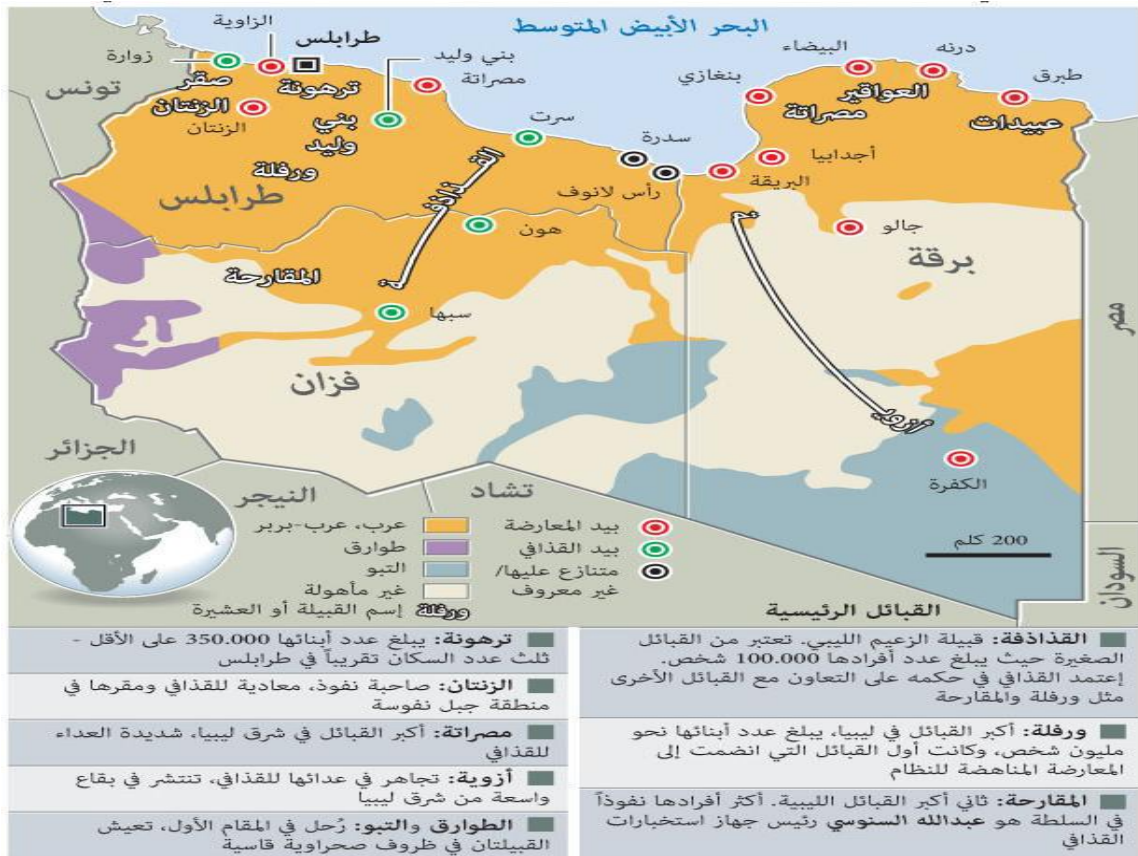 البحر الأبيض المتوسط
الزاوية
طرابلس
زوارة
بني وليد
مصراتة
البيضاء
درنه
طبرق
بنغازي
تونس
صقر
ترهونة
الزنتان
الزنتان
بني
وليد
ورفلة
سرت
سدرة
العواقير
مصراتة
عبيدات
أجدابيا
البريقة
رأس لانوف
طرابلس
القذاذفة
هون
جالو
برقة
المقارحة
سبها
مصر
فزان
أزوية
الكفرة
الجزائر
النيجر
تشاد
السودان
200 كلم
بيد المعارضة
بيد القذافي
متنازع عليها/
غير معروف
عرب، عرب-بربر
طوارق
التبو
غير مأهولة
ورفلة إسم القبيلة أو العشيرة
القبائل الرئيسية
القذاذفة: قبيلة الزعيم الليبي. تعتبر من القبائل
الصغيرة حيث يبلغ عدد أفرادها 100.000 شخص.
إعتمد القذافي في حكمه على التعاون مع القبائل الأخرى
مثل ورفلة والمقارحة
ورفلة: أكبر القبائل في ليبيا، يبلغ عدد أبنائها نحو
مليون شخص، وكانت أول القبائل التي انضمت إلى
المعارضة المناهضة للنظام
المقارحة: ثاني أكبر القبائل الليبية. أكثر أفرادها نفوذاً
في السلطة هو عبدالله السنوسي رئيس جهاز استخبارات
القذافي
ترهونة: يبلغ عدد أبنائها 350.000 على الأقل -
ثلث عدد السكان تقريباً في طرابلس
الزنتان: صاحبة نفوذ، معادية للقذافي ومقرها في
منطقة جبل نفوسة
مصراتة: أكبر القبائل في شرق ليبيا، شديدة العداء
للقذافي
أزوية: تجاهر في عدائها للقذافي، تنتشر في بقاع
واسعة من شرق ليبيا
الطوارق والتبو: رُحل في المقام الأول، تعيش
القبيلتان في ظروف صحراوية قاسية